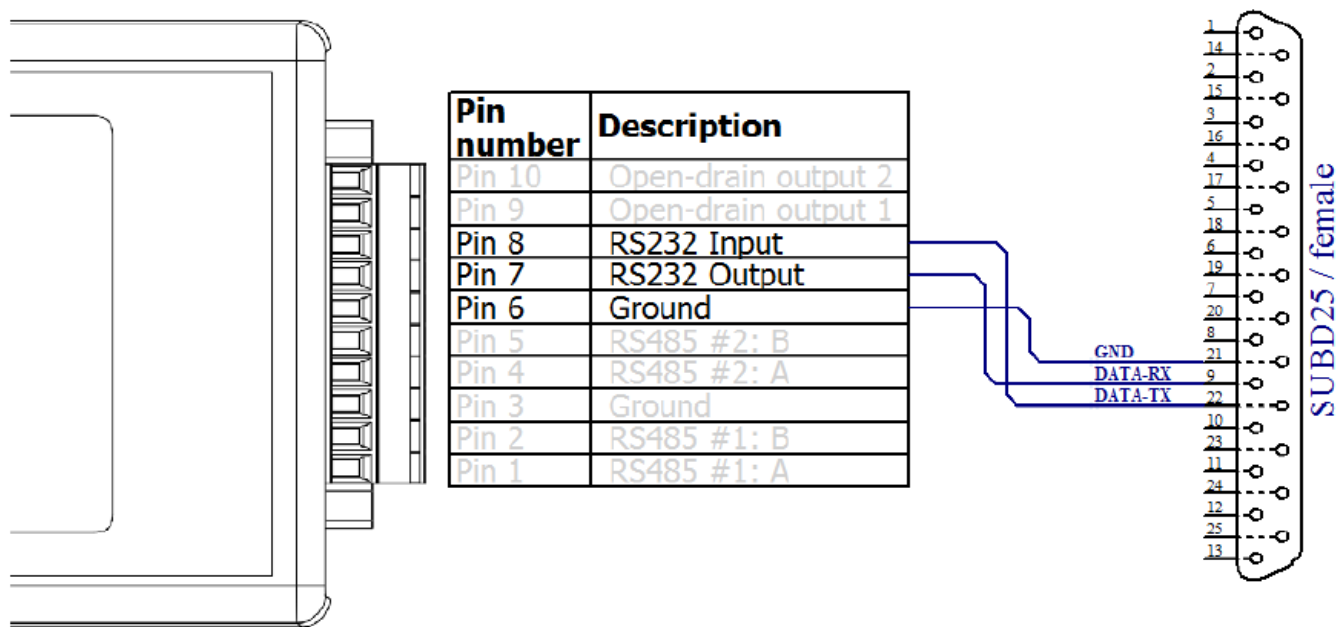 Pin number Description
Pin 10 Open-drain output 2
Pin 9 Open-drain output 1
Pin 8 RS232 Input
Pin 7 RS232 Output
Pin 6 Ground
Pin 5 RS485 #2: B
Pin 4 RS485 #2: A
Pin 3 Ground
Pin 2 RS485 #1: B
Pin 1 RS485 #1: A
GND
DATA-RX
DATA-TX
1
14
2
15
3
16
4
17
5
18
6
19
7
20
8
21
9
22
10
23
11
24
12
25
13
SUBD25 / female